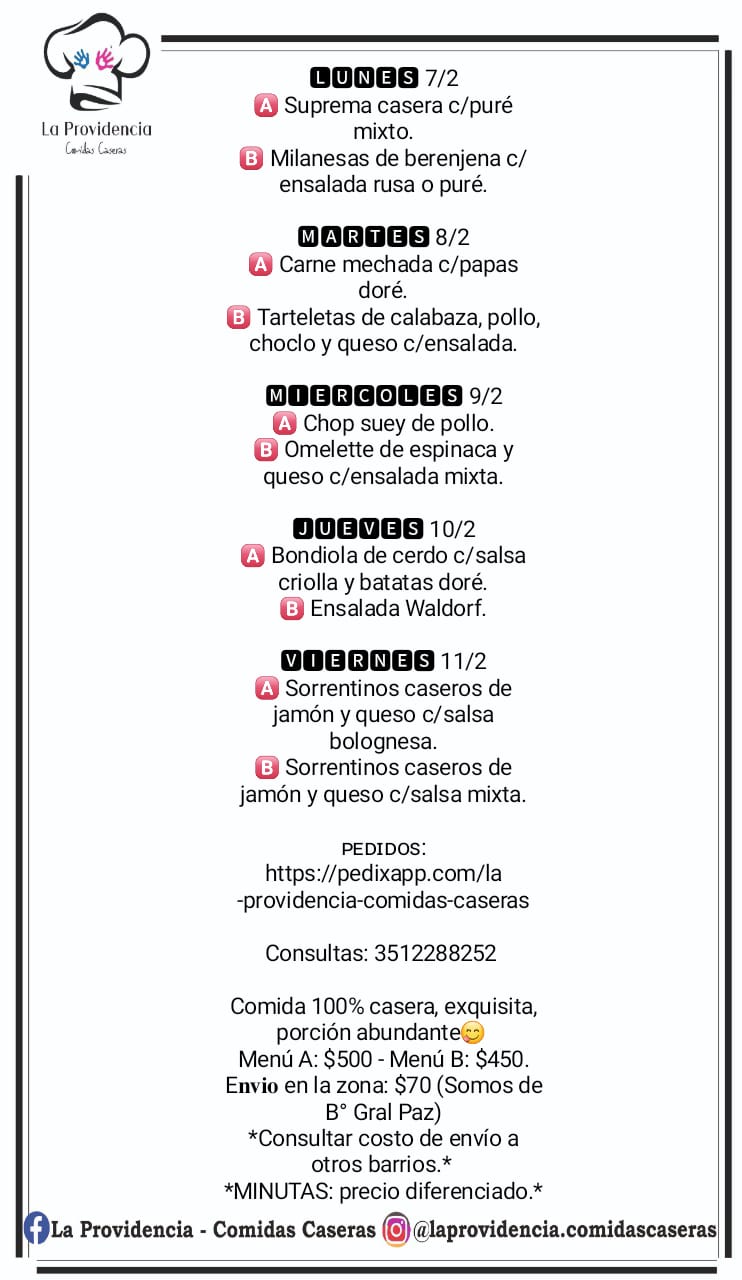 La Providencia
Comidas Caseras
LUNES 7/2
A Suprema casera c/puré
mixto.
B Milanesas de berenjena c/
ensalada rusa o puré.
MARTES 8/2
A Carne mechada c/papas
doré.
B Tarteletas de calabaza, pollo,
choclo y queso c/ensalada.
MIERCOLES 9/2
A Chop suey de pollo.
B Omelette de espinaca y
queso c/ensalada mixta.
JUEVES 10/2
A Bondiola de cerdo c/salsa
criolla y batatas doré.
B Ensalada Waldorf.
VIERNES 11/2
A Sorrentinos caseros de
jamón y queso c/salsa
bolognesa.
B Sorrentinos caseros de
jamón y queso c/salsa mixta.
PEDIDOS:
https://pedixapp.com/la
-providencia-comidas-caseras
Consultas: 3512288252
Comida 100% casera, exquisita,
porción abundante😋
Menú A: $500 - Menú B: $450.
Envio en la zona: $70 (Somos de
B° Gral Paz)
*Consultar costo de envío a
otros barrios.*
*MINUTAS: precio diferenciado.*
La Providencia - Comidas Caseras @laprovidencia.comidascaseras